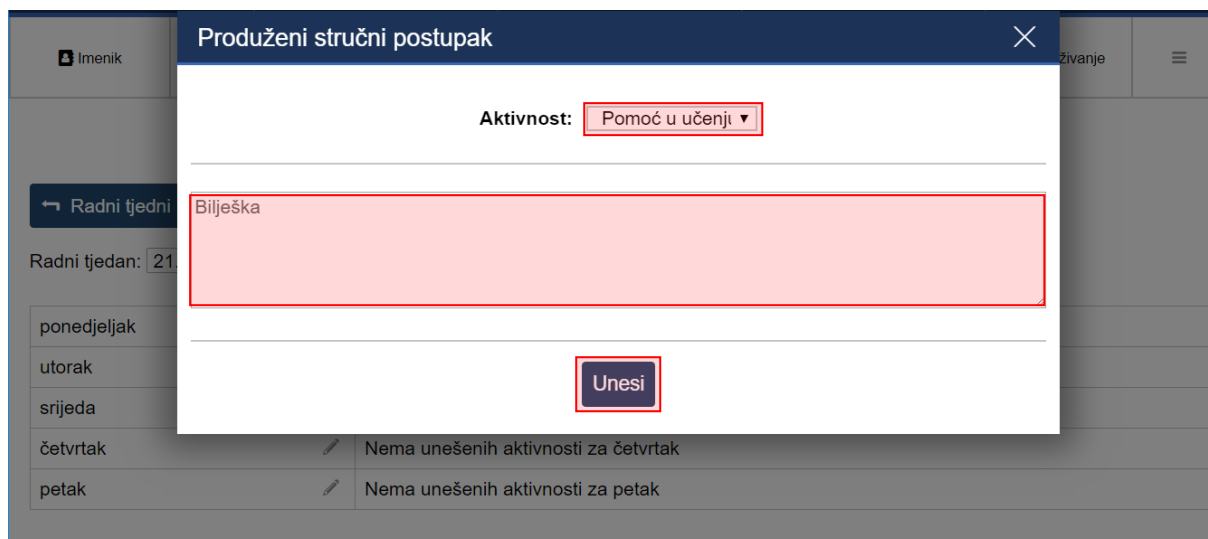 Produženi stručni postupak
Imenik
živanje
Aktivnost: Pomoć u učenju
Radni tjedni
Bilješka
Radni tjedan: 21.
ponedjeljak
utorak
Unesi
srijeda
četvrtak Nema unešenih aktivnosti za četvrtak
petak Nema unešenih aktivnosti za petak